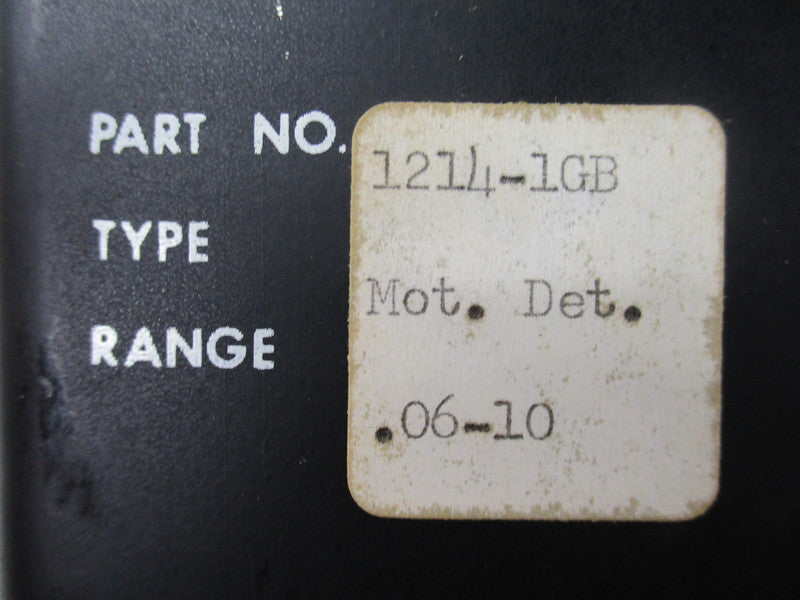 PART NO. 1214-1GB
TYPE Mot. Det.
RANGE .06-10